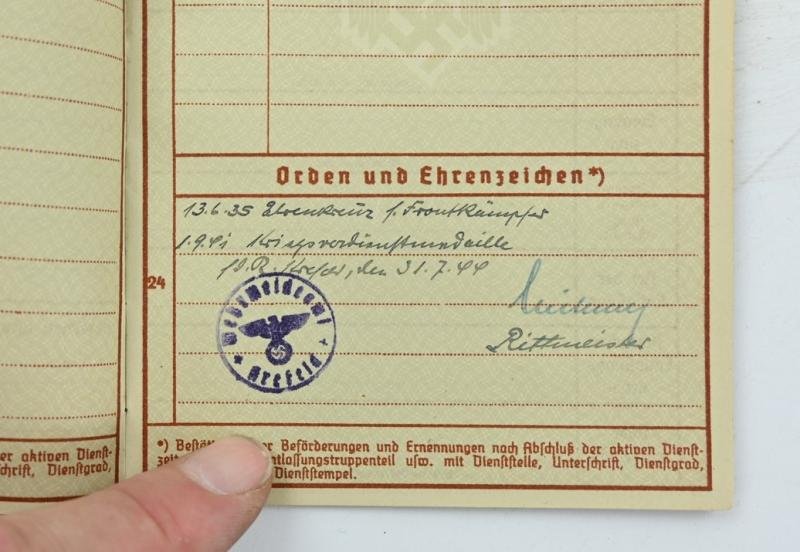 Orden und Ehrenzeichen*)
13.6.35 Ehrenkreuz f. Frontkämpfer
1.9.41 Kriegsverdienstmedaille
Krefeld, den 31.7.44
24
Wehrmeldeamt
Krefeld
Rittmeister
*) Bestät er Beförderungen und Ernennungen nach Abschluß der aktiven Dienst-
zeit ntlassungstruppenteil usw. mit Dienststelle, Unterschrift, Dienstgrad,
Dienststempel.
er aktiven Dienst-
chrift, Dienstgrad,